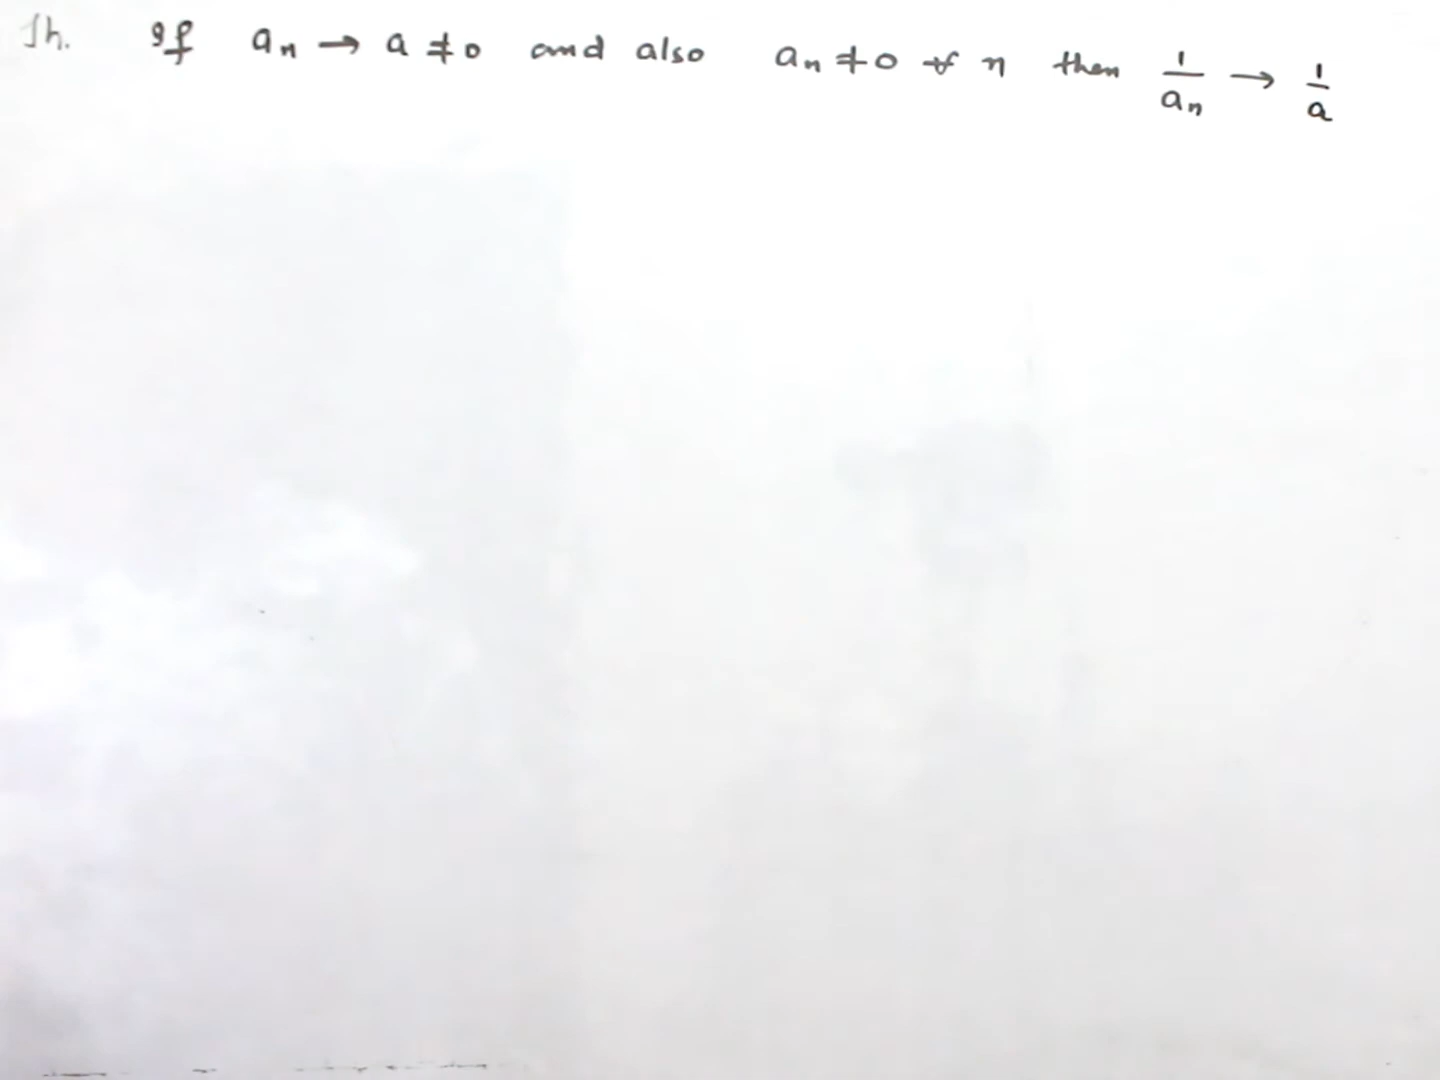 Th. If aₙ → a ≠ 0 and also aₙ ≠ 0 ∀ n then 1/aₙ → 1/a